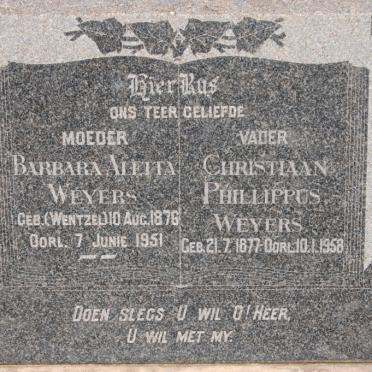 Hier Rus
ONS TEER GELIEFDE
MOEDER
BARBARA ALETTA
WEYERS
GEB. (WENTZEL) 10 AUG. 1876
OORL. 7 JUNIE 1951
VADER
CHRISTIAAN
PHILLIPPUS
WEYERS
GEB. 21.7.1877-OORL. 10.1.1958
DOEN SLEGS U WIL O! HEER,
U WIL MET MY.